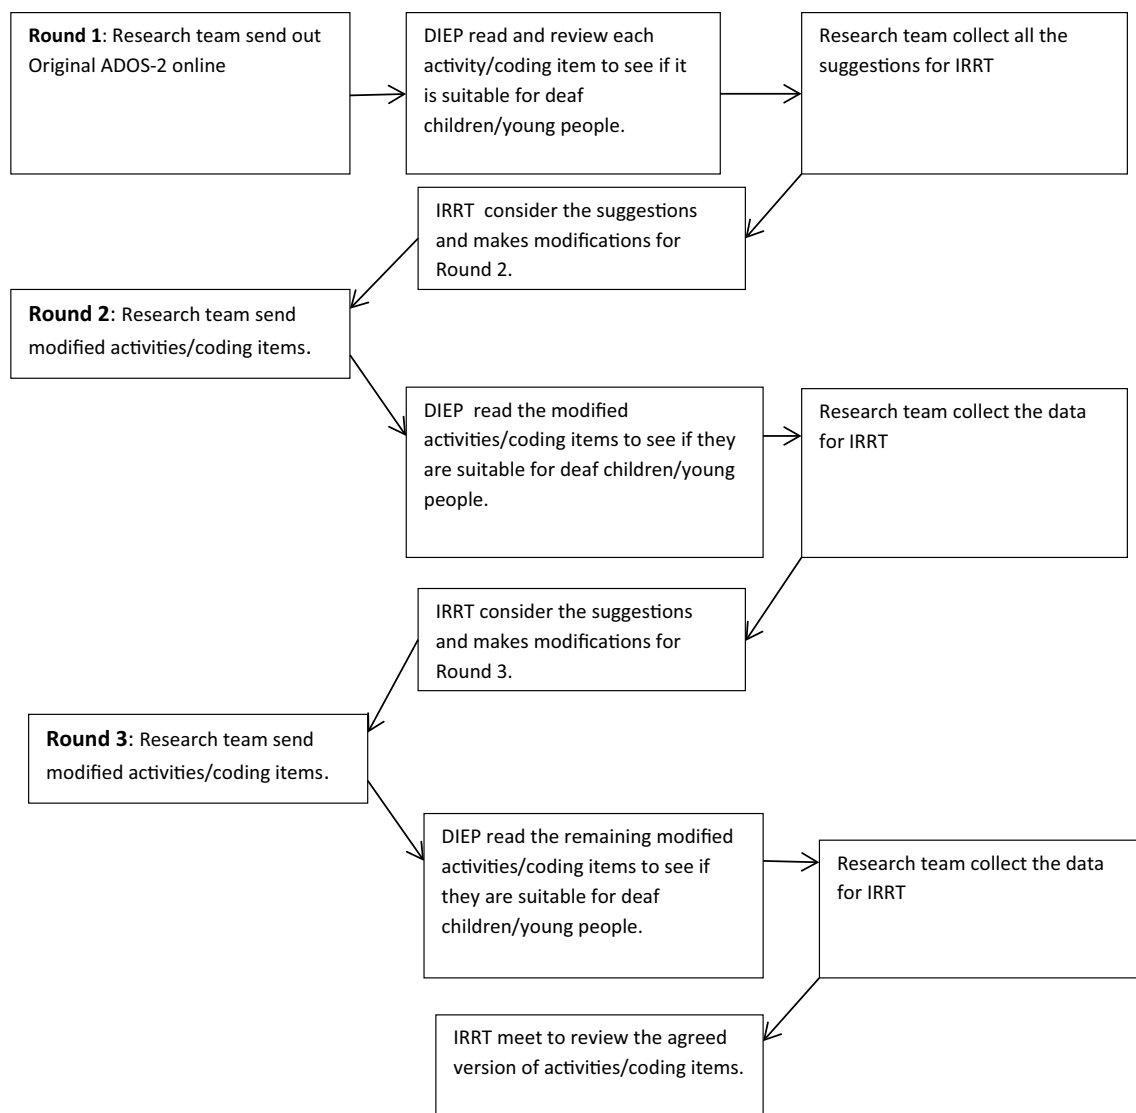 Round 1: Research team send out
Original ADOS-2 online
DIEP read and review each
activity/coding item to see if it
is suitable for deaf
children/young people.
Research team collect all the
suggestions for IRRT
IRRT  consider the suggestions
and makes modifications for
Round 2.
Round 2: Research team send
modified activities/coding items.
DIEP  read the modified
activities/coding items to see if they
are suitable for deaf children/young
people.
Research team collect the data
for IRRT
IRRT consider the suggestions
and makes modifications for
Round 3.
Round 3: Research team send
modified activities/coding items.
DIEP read the remaining modified
activities/coding items to see if
they are suitable for deaf
children/young people.
Research team collect the data
for IRRT
IRRT meet to review the agreed
version of activities/coding items.